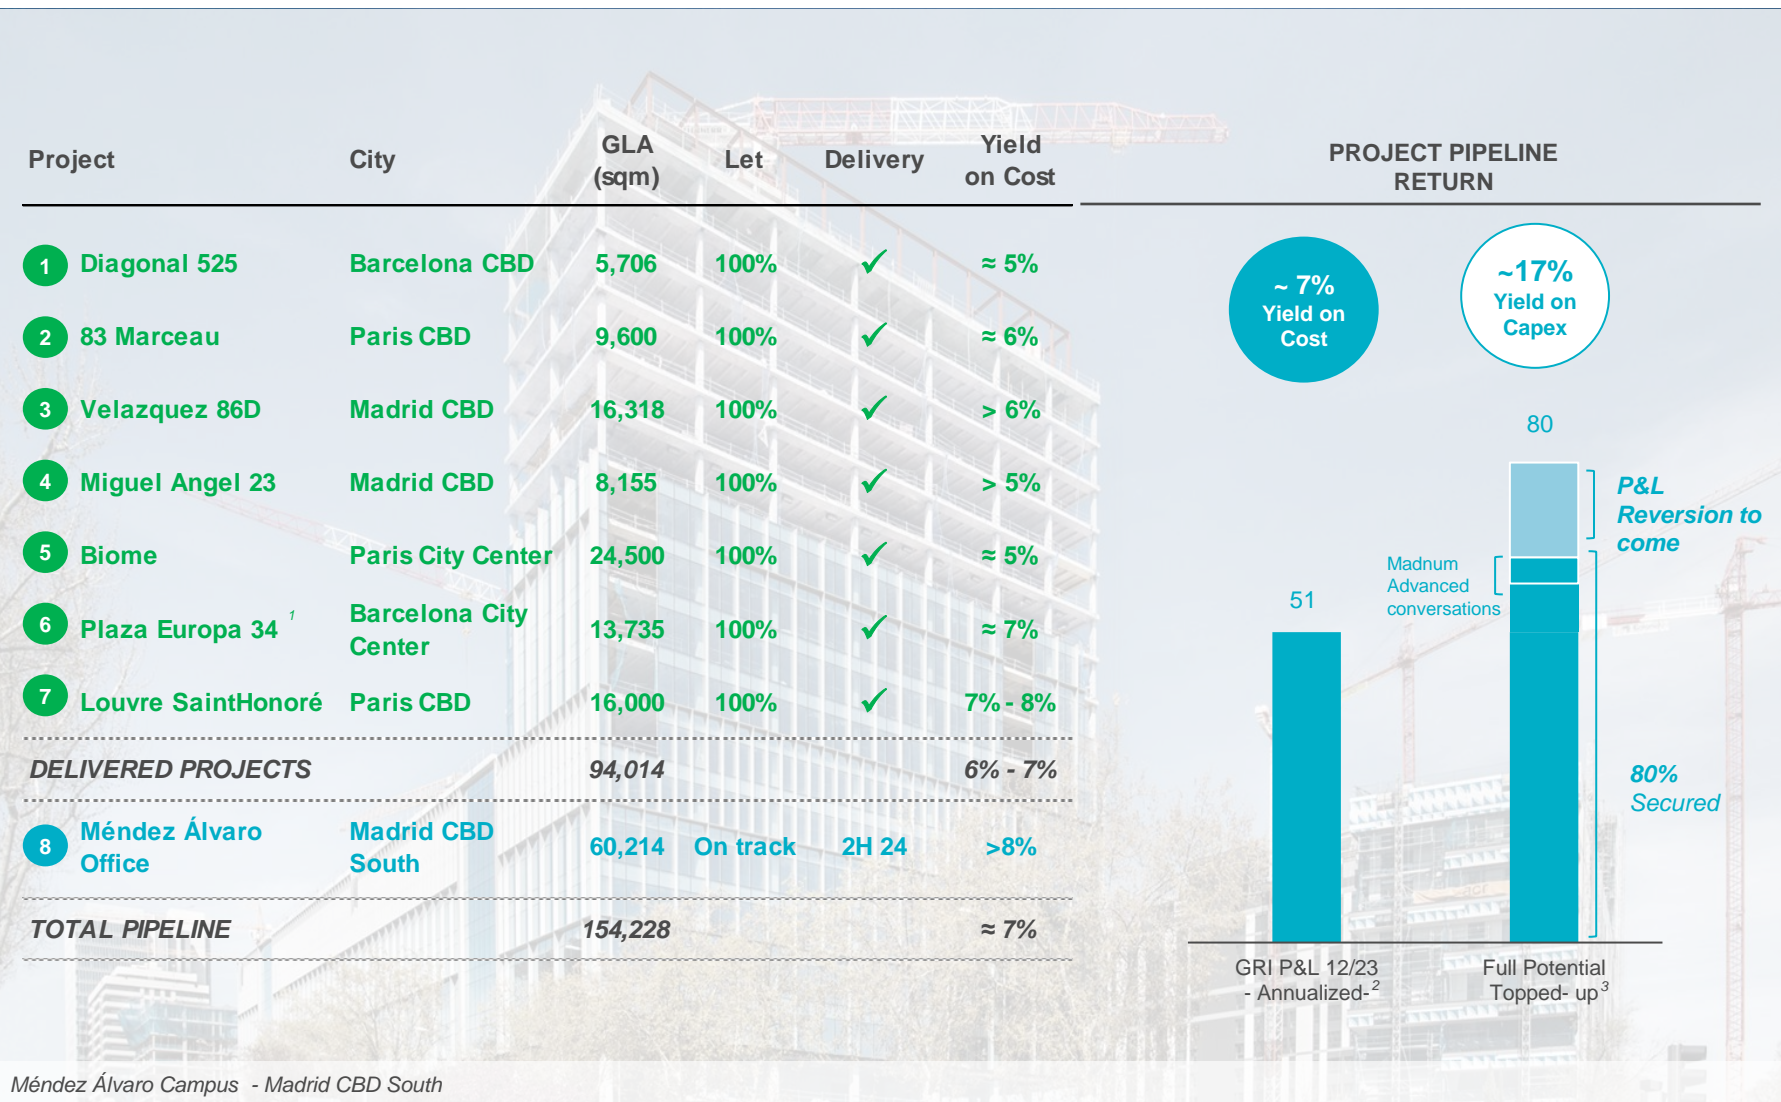 Project City GLA (sqm) Let Delivery Yield on Cost
1 Diagonal 525 Barcelona CBD 5,706 100% ✓ ≈ 5%
2 83 Marceau Paris CBD 9,600 100% ✓ ≈ 6%
3 Velazquez 86D Madrid CBD 16,318 100% ✓ > 6%
4 Miguel Angel 23 Madrid CBD 8,155 100% ✓ > 5%
5 Biome Paris City Center 24,500 100% ✓ ≈ 5%
6 Plaza Europa 34 1 Barcelona City Center 13,735 100% ✓ ≈ 7%
7 Louvre SaintHonoré Paris CBD 16,000 100% ✓ 7% - 8%
DELIVERED PROJECTS 94,014 6% - 7%
8 Méndez Álvaro Office Madrid CBD South 60,214 On track 2H 24 >8%
TOTAL PIPELINE 154,228 ≈ 7%
PROJECT PIPELINE
RETURN
~ 7%
Yield on
Cost
~17%
Yield on
Capex
80
P&L
Reversion to
come
Madnum
Advanced
conversations
51
80%
Secured
GRI P&L 12/23
- Annualized-2
Full Potential
Topped- up3
Méndez Álvaro Campus - Madrid CBD South